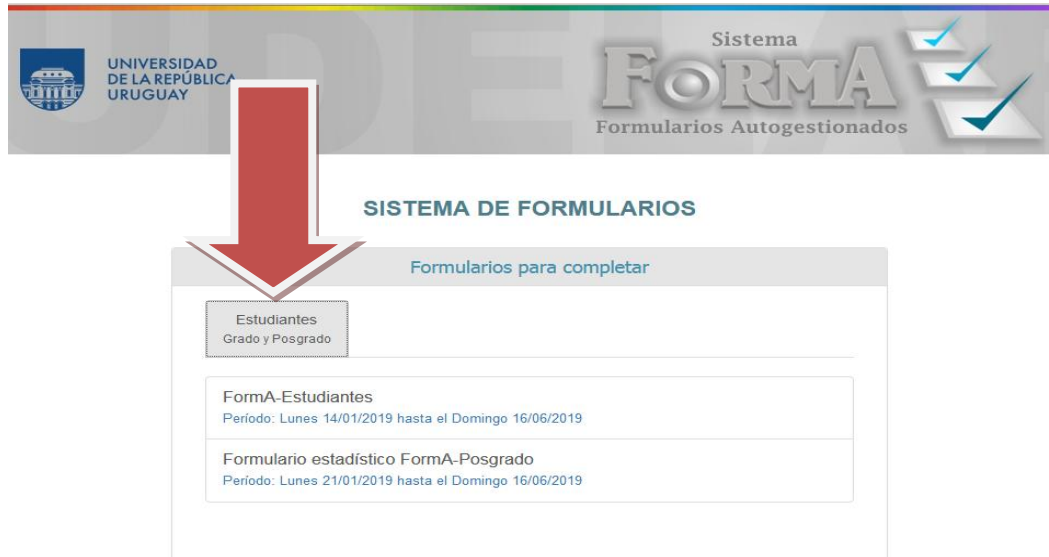 UNIVERSIDAD
DE LA REPÚBLICA
URUGUAY
Sistema
FORMA
Formularios Autogestionados
SISTEMA DE FORMULARIOS
Formularios para completar
Estudiantes
Grado y Posgrado
FormA-Estudiantes
Período: Lunes 14/01/2019 hasta el Domingo 16/06/2019
Formulario estadístico FormA-Posgrado
Período: Lunes 21/01/2019 hasta el Domingo 16/06/2019